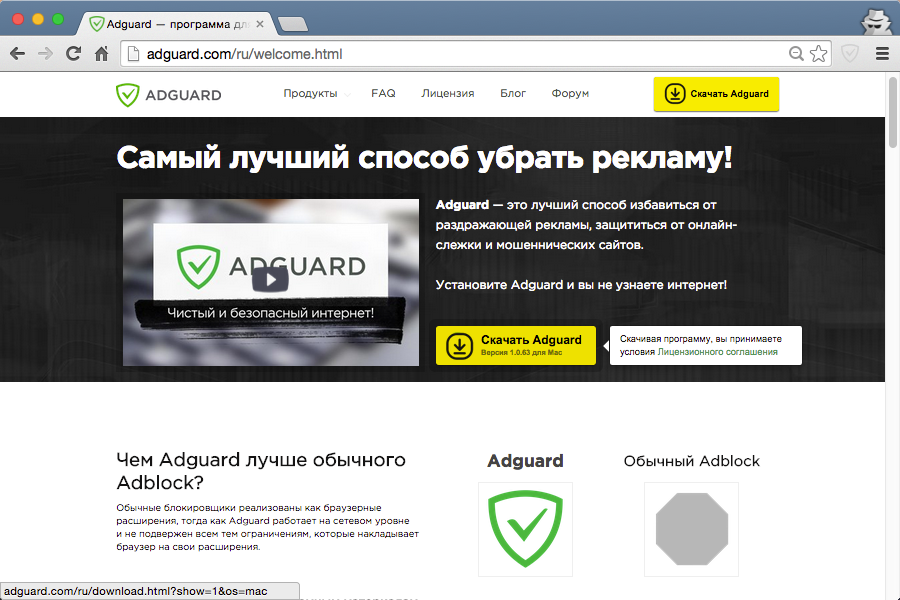 Adguard — программа для
adguard.com/ru/welcome.html
ADGUARD
Продукты
FAQ
Лицензия
Блог
Форум
Скачать Adguard
Самый лучший способ убрать рекламу!
ADGUARD
Чистый и безопасный интернет!
Adguard — это лучший способ избавиться от
раздражающей рекламы, защититься от онлайн-
слежки и мошеннических сайтов.
Установите Adguard и вы не узнаете интернет!
Скачать Adguard
Версия 1.0.63 для Mac
Скачивая программу, вы принимаете
условия Лицензионного соглашения
Чем Adguard лучше обычного
Adblock?
Обычные блокировщики реализованы как браузерные
расширения, тогда как Adguard работает на сетевом уровне
и не подвержен всем тем ограничениям, которые накладывает
браузер на свои расширения.
Adguard
Обычный Adblock
adguard.com/ru/download.html?show=1&os=mac